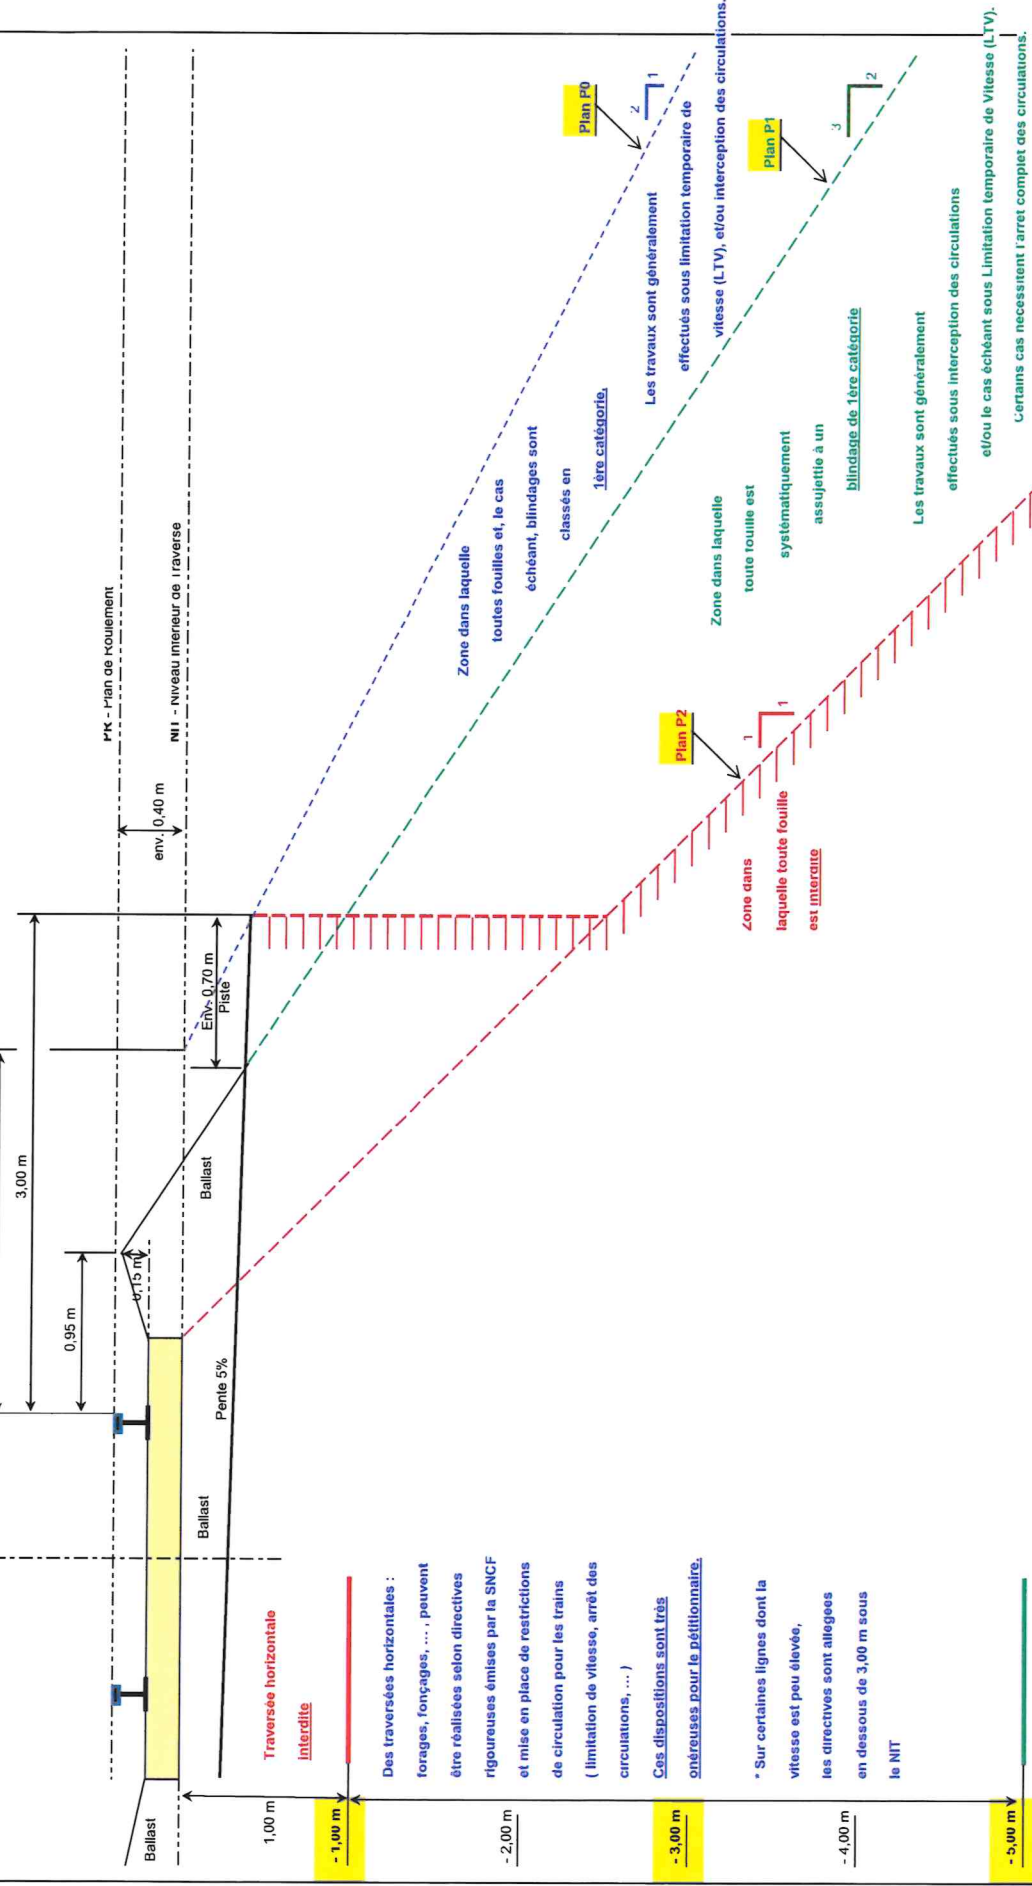 3,00 m
0,95 m
0,15 m
PR - Plan de Roulement
env. 0,40 m
NIT - Niveau Inférieur de Traverse
Env. 0,70 m
Piste
Ballast
Ballast
Ballast
Pente 5%
1,00 m
- 1,00 m
- 2,00 m
- 3,00 m
- 4,00 m
- 5,00 m
Traversée horizontale
interdite
Des traversées horizontales :
forages, fonçages, ... , peuvent
être réalisées selon directives
rigoureuses émises par la SNCF
et mise en place de restrictions
de circulation pour les trains
( limitation de vitesse, arrêt des
circulations, ... )
Ces dispositions sont très
onéreuses pour le pétitionnaire.
* Sur certaines lignes dont la
vitesse est peu élevée,
les directives sont allegees
en dessous de 3,00 m sous
le NIT
Plan P0
2
1
Zone dans laquelle
toutes fouilles et, le cas
échéant, blindages sont
classés en
1ère catégorie.
Les travaux sont généralement
effectués sous limitation temporaire de
vitesse (LTV), et/ou interception des circulations.
Plan P1
3
2
Zone dans laquelle
toute fouille est
systématiquement
assujettie à un
blindage de 1ère catégorie
Les travaux sont généralement
effectués sous interception des circulations
et/ou le cas échéant sous Limitation temporaire de Vitesse (LTV).
Certains cas necessitent l'arret complet des circulations.
Plan P2
1
1
Zone dans
laquelle toute fouille
est interdite